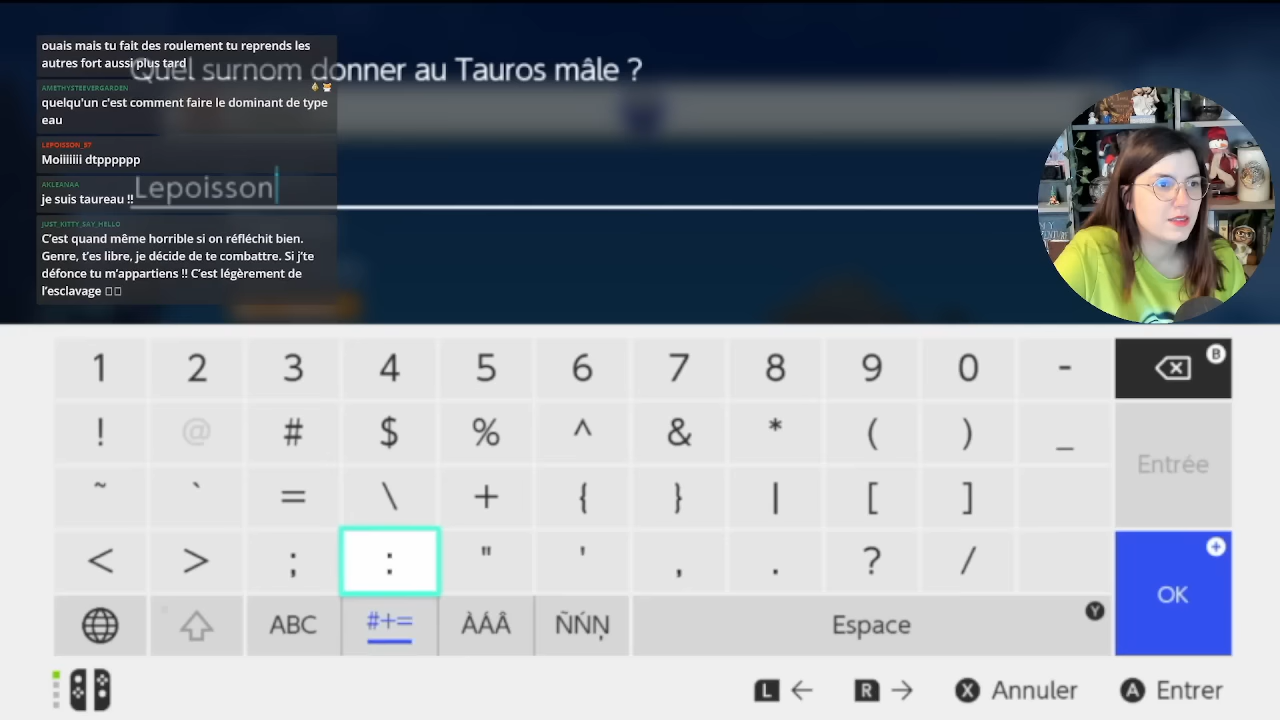 ouais mais tu fait des roulement tu reprends les
autres fort aussi plus tard
Quel surnom donner au Tauros mâle ?
AMETHYSTEEVERGARDEN
quelqu'un c'est comment faire le dominant de type
eau
LEPOISSON_87
Moiiiiiii dtpppppp
AKLEANAA
je suis taureau !!
Lepoisson
JUST_KITTY_SAY_HELLO
C'est quand même horrible si on réfléchit bien.
Genre, t'es libre, je décide de te combattre. Si j'te
défonce tu m'appartiens !! C'est légèrement de
l'esclavage
1 2 3 4 5 6 7 8 9 0 - B
! @ # $ % ^ & * ( ) _
Entrée
~ ` = \ + { } | [ ]
< > ; : " ' , . ? / +
OK
ABC #+= ÀÁÂ ÑŃŅ Espace Y
L ← R → X Annuler A Entrer